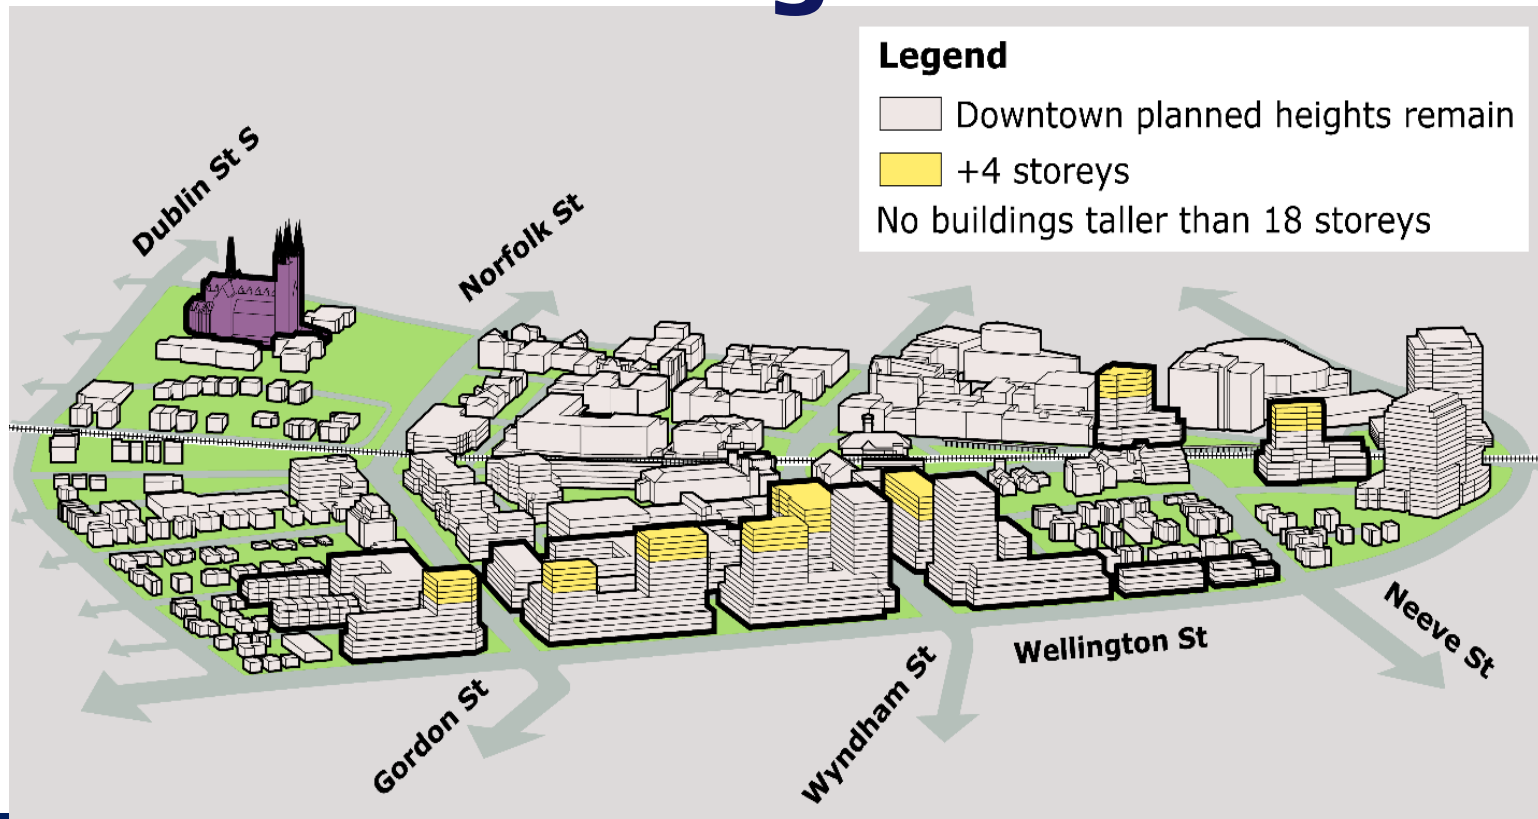 Legend
Downtown planned heights remain
+4 storeys
No buildings taller than 18 storeys
Dublin St S
Norfolk St
Gordon St
Wyndham St
Wellington St
Neeve St